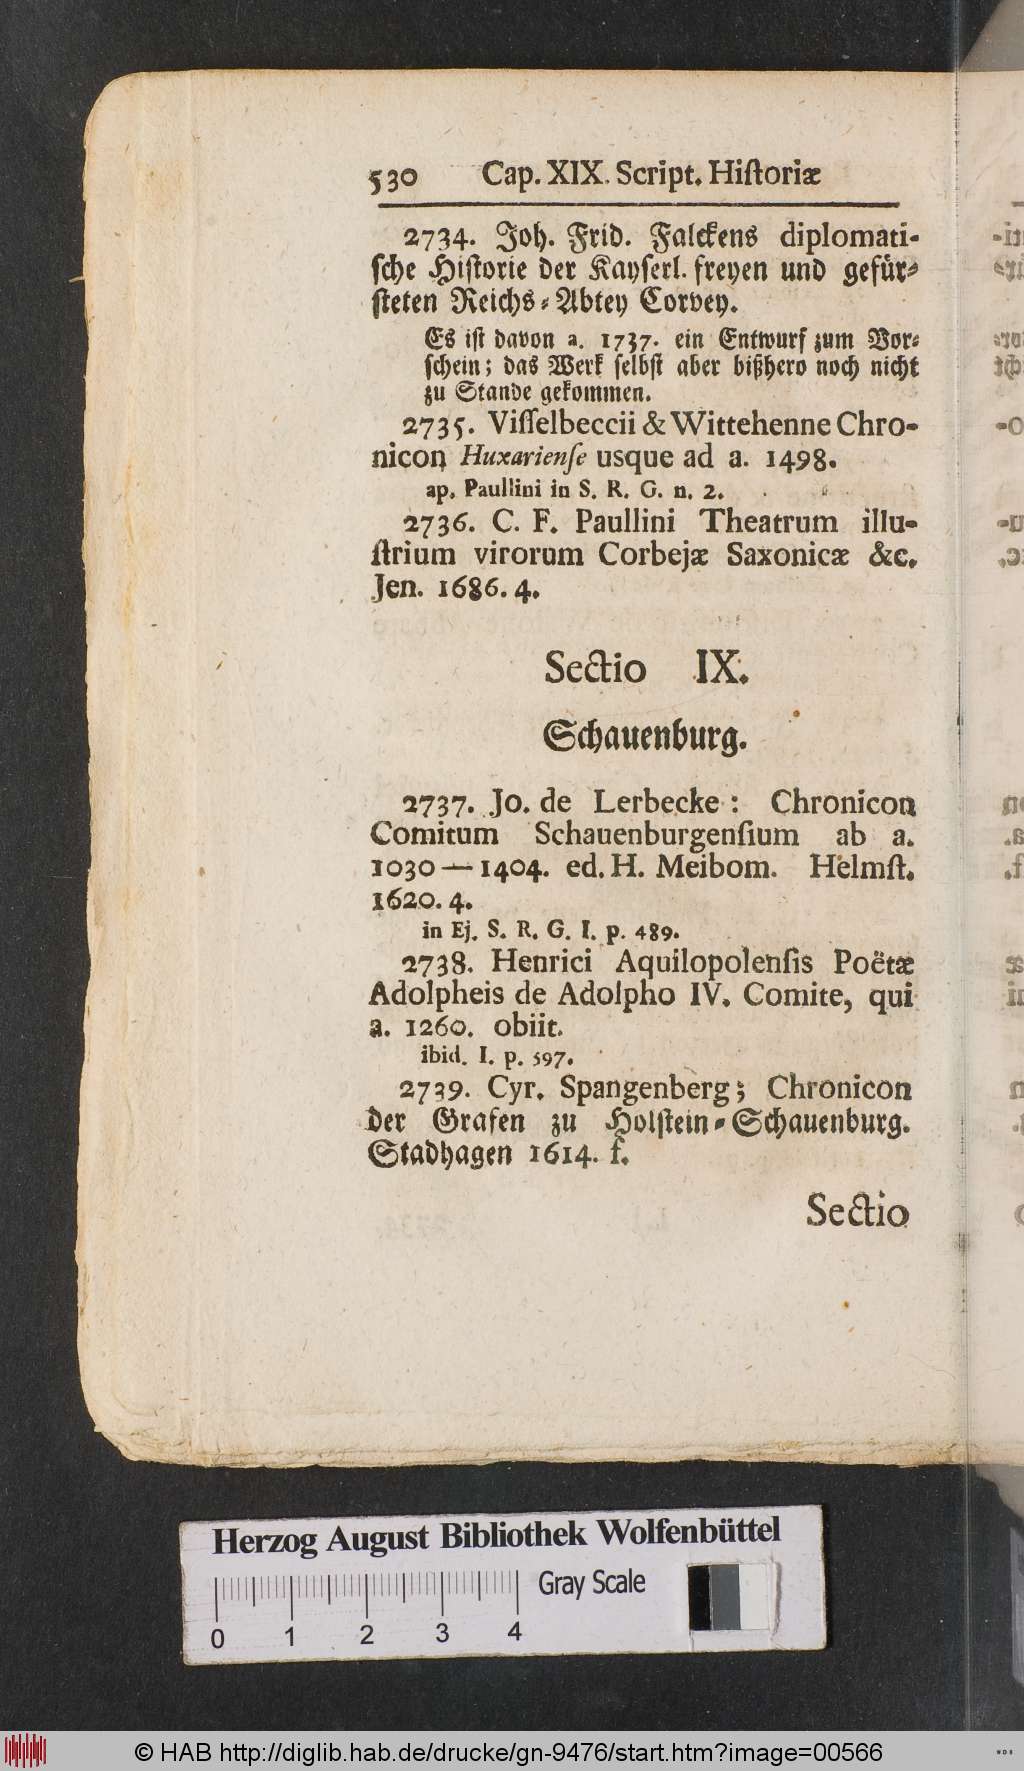 530 Cap. XIX. Script. Hiſtoriæ
2734. Joh. Frid. Falckens diplomati-
ſche Hiſtorie der Kayſerl. freyen und gefür-
ſteten Reichs-Abtey Corvey.
Es iſt davon a. 1737. ein Entwurf zum Vor-
ſchein; das Werk ſelbſt aber bißhero noch nicht
zu Stande gekommen.
2735. Viſſelbeccii & Wittehenne Chro-
nicon Huxarienſe usque ad a. 1498.
ap. Paullini in S. R. G. n. 2.
2736. C. F. Paullini Theatrum illu-
ſtrium virorum Corbejæ Saxonicæ &c.
Jen. 1686. 4.
Sectio IX.
Schauenburg.
2737. Jo. de Lerbecke: Chronicon
Comitum Schauenburgenſium ab a.
1030 — 1404. ed. H. Meibom. Helmſt.
1620. 4.
in Ej. S. R. G. I. p. 489.
2738. Henrici Aquilopolenſis Poëtæ
Adolpheis de Adolpho IV. Comite, qui
a. 1260. obiit.
ibid. I. p. 597.
2739. Cyr. Spangenberg; Chronicon
der Grafen zu Holſtein-Schauenburg.
Stadhagen 1614. f.
Sectio
Herzog August Bibliothek Wolfenbüttel
Gray Scale
0 1 2 3 4
© HAB http://diglib.hab.de/drucke/gn-9476/start.htm?image=00566